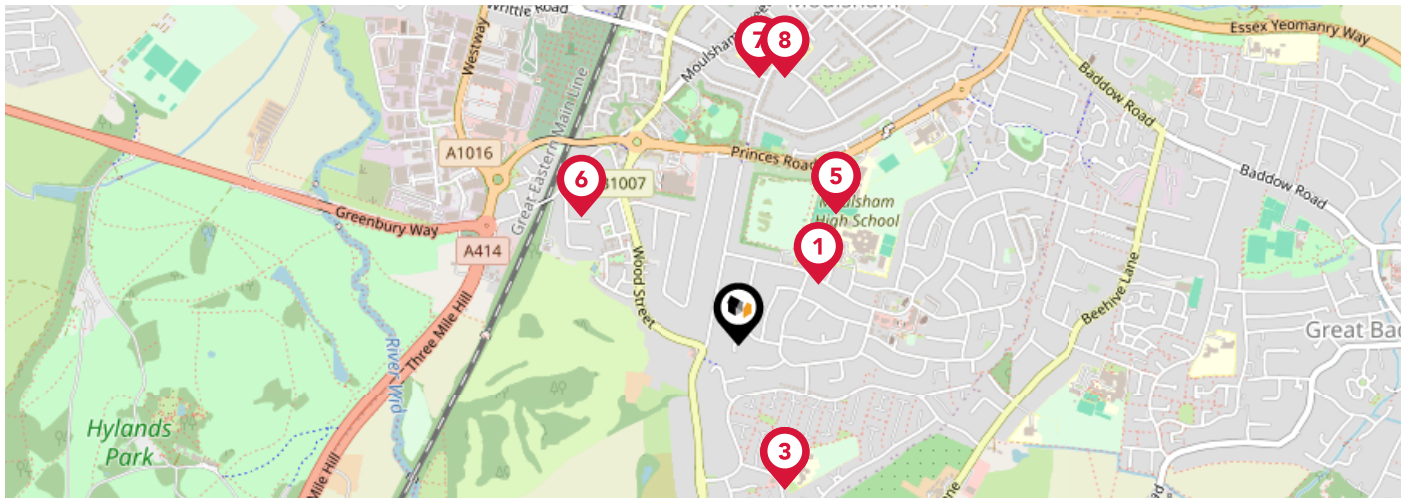 Writtle Road
Moulsham
Essex Yeomanry Way
7
8
Westway
Moulsham
Baddow Road
Great Eastern Main Line
A1016
Princes Road
Baddow Road
6
B1007
5
Moulsham
High School
Greenbury Way
A414
1
Wood Street
Beehive Lane
Three Mile Hill
Great Bad
River Wid
Hylands
Park
3
Mile Hill